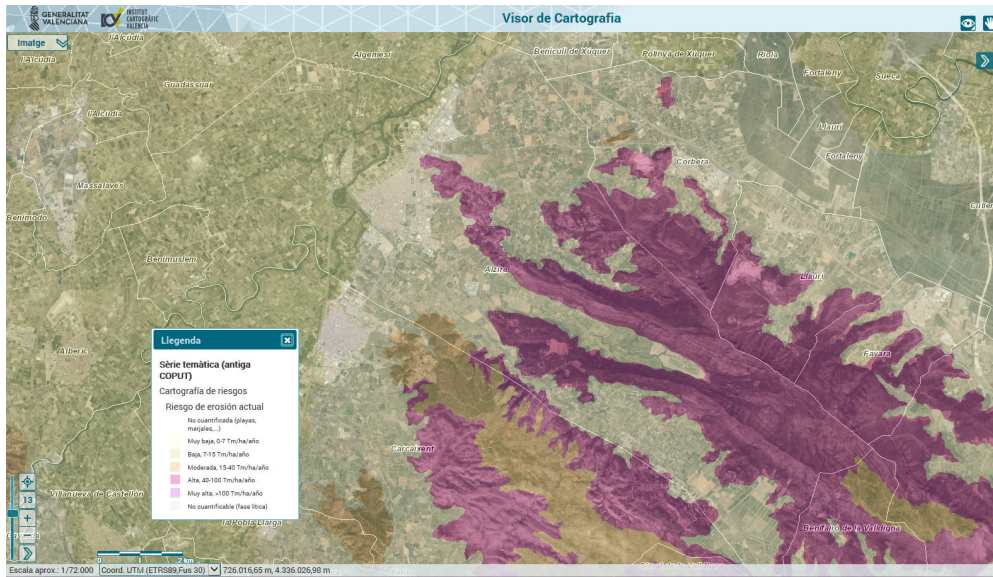 GENERALITAT
VALENCIANA
INSTITUT
CARTOGRÀFIC
VALENCIÀ
Visor de Cartografia
Imatge
l'Alcúdia
l'Alcúdia
Algemesí
Benicull de Xúquer
Polinyà de Xúquer
Riola
Fortaleny
Sueca
Guadassuar
l'Alcúdia
Llaurí
Fortaleny
Corbera
Massalavés
Benimodo
Benimuslem
Alzira
Llaurí
Favara
Alberic
Llegenda
Sèrie temàtica (antiga
COPUT)
Cartografía de riesgos
Riesgo de erosión actual
No cuantificada (playas,
marjales,...)
Muy baja, 0-7 Tm/ha/año
Baja, 7-15 Tm/ha/año
Moderada, 15-40 Tm/ha/año
Alta, 40-100 Tm/ha/año
Muy alta, >100 Tm/ha/año
No cuantificable (fase lítica)
Carcaixent
Villanueva de Castellón
la Pobla Llarga
Benifairó de la Valldigna
13
0 1 2 km
Escala aprox.: 1/72.000 Coord. UTM (ETRS89,Fus 30) 726.016,65 m, 4.336.026,98 m